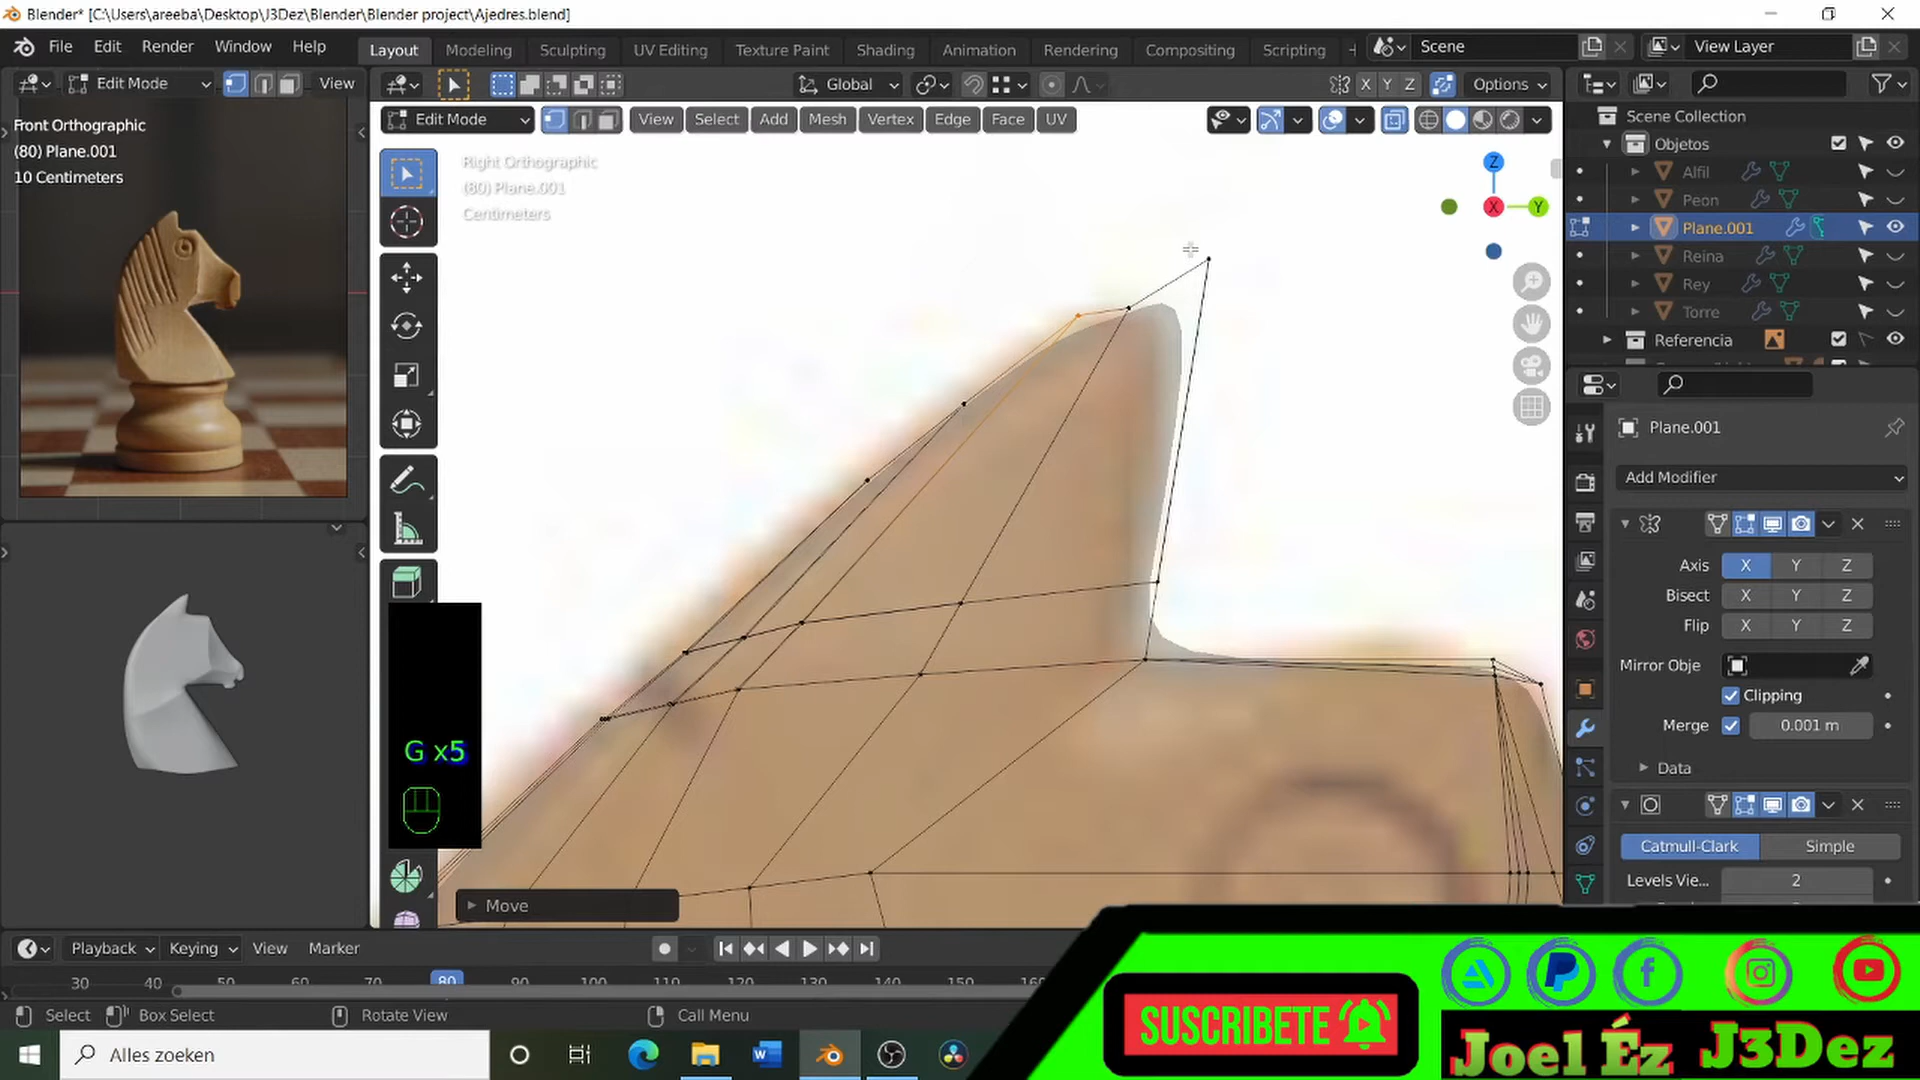 Blender* [C:\Users\areeba\Desktop\J3Dez\Blender\Blender project\Ajedres.blend]
File Edit Render Window Help Layout Modeling Sculpting UV Editing Texture Paint Shading Animation Rendering Compositing Scripting Scene View Layer
Edit Mode View Global X Y Z Options
Edit Mode View Select Add Mesh Vertex Edge Face UV
Front Orthographic
(80) Plane.001
10 Centimeters
Right Orthographic
(80) Plane.001
Centimeters
Z
X Y
Scene Collection
Objetos
Alfil
Peon
Plane.001
Reina
Rey
Torre
Referencia
Plane.001
Add Modifier
Axis X Y Z
Bisect X Y Z
Flip X Y Z
Mirror Obje
Clipping
Merge 0.001 m
Data
Catmull-Clark Simple
Levels Vie... 2
G x5
Move
Playback Keying View Marker
30 40 50 60 70 80 90 100 110 120 130 140 150
Select Box Select Rotate View Call Menu
Alles zoeken
SUSCRIBETE
Joel Éz J3Dez